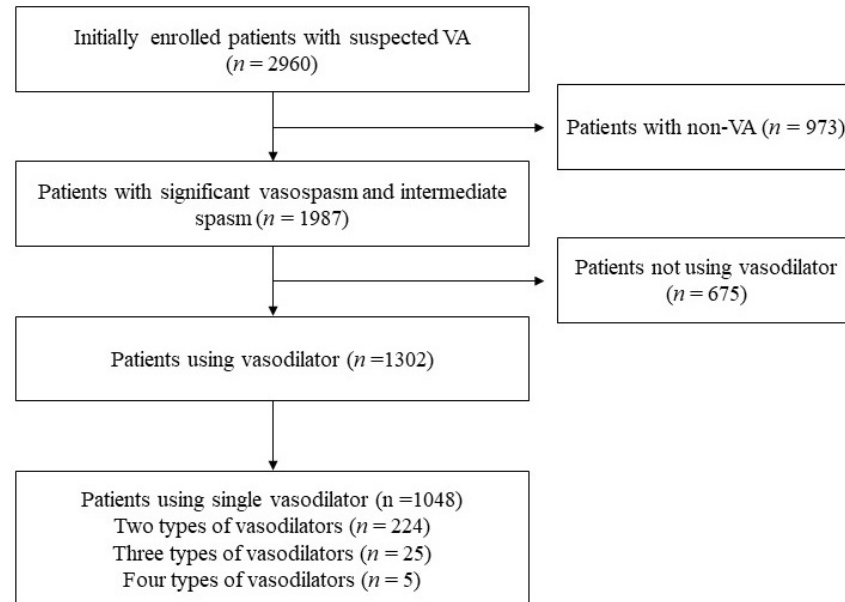 Initially enrolled patients with suspected VA
(n = 2960)
Patients with non-VA (n = 973)
Patients with significant vasospasm and intermediate
spasm (n = 1987)
Patients not using vasodilator
(n = 675)
Patients using vasodilator (n =1302)
Patients using single vasodilator (n =1048)
Two types of vasodilators (n = 224)
Three types of vasodilators (n = 25)
Four types of vasodilators (n = 5)